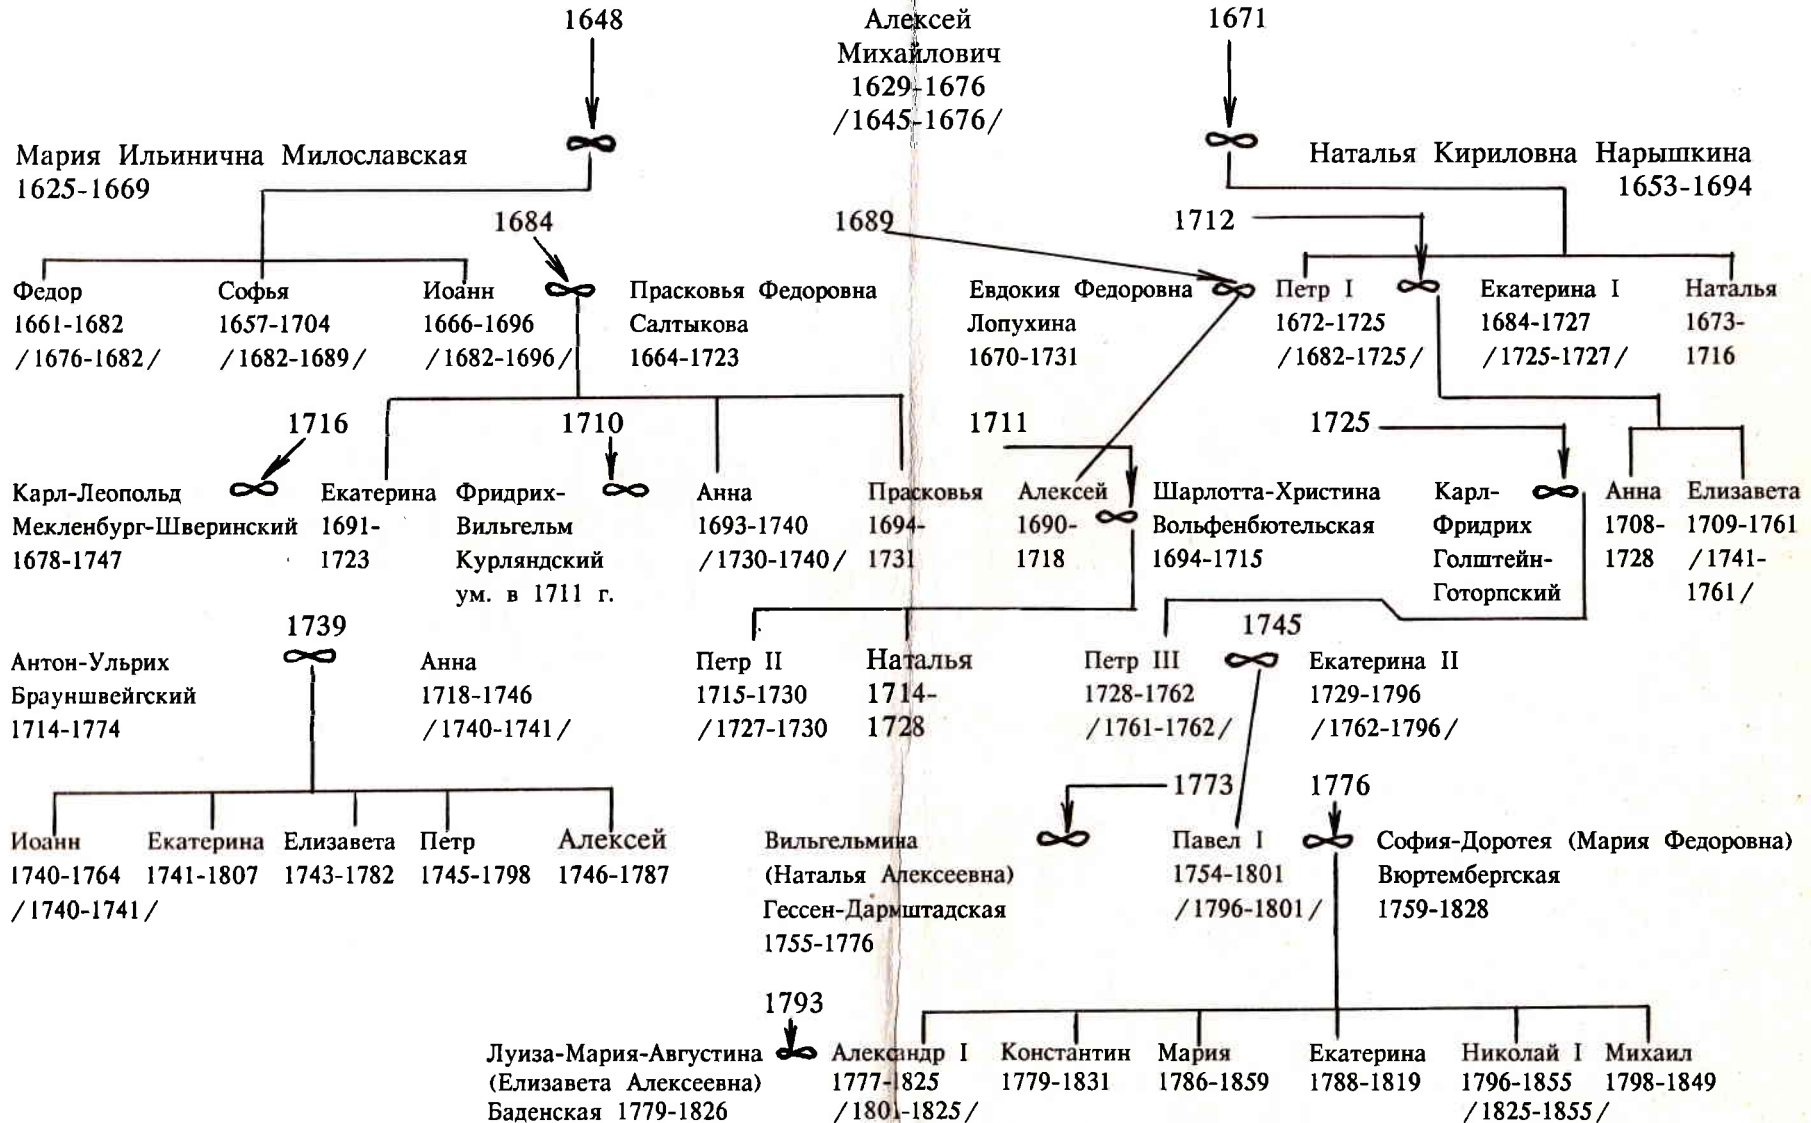 1648
Алексей
Михайлович
1629-1676
/1645-1676/
1671
Мария Ильинична Милославская
1625-1669
Наталья Кириловна Нарышкина
1653-1694
1684
1689
1712
Федор
1661-1682
/1676-1682/
Софья
1657-1704
/1682-1689/
Иоанн
1666-1696
/1682-1696/
Прасковья Федоровна
Салтыкова
1664-1723
Евдокия Федоровна
Лопухина
1670-1731
Петр I
1672-1725
/1682-1725/
Екатерина I
1684-1727
/1725-1727/
Наталья
1673-
1716
1716
1710
1711
1725
Карл-Леопольд
Мекленбург-Шверинский
1678-1747
Екатерина
1691-
1723
Фридрих-
Вильгельм
Курляндский
ум. в 1711 г.
Анна
1693-1740
/1730-1740/
Прасковья
1694-
1731
Алексей
1690-
1718
Шарлотта-Христина
Вольфенбютельская
1694-1715
Карл-
Фридрих
Голштейн-
Готорпский
Анна
1708-
1728
Елизавета
1709-1761
/1741-
1761/
1739
1745
Антон-Ульрих
Брауншвейгский
1714-1774
Анна
1718-1746
/1740-1741/
Петр II
1715-1730
/1727-1730
Наталья
1714-
1728
Петр III
1728-1762
/1761-1762/
Екатерина II
1729-1796
/1762-1796/
1773
1776
Иоанн
1740-1764
/1740-1741/
Екатерина
1741-1807
Елизавета
1743-1782
Петр
1745-1798
Алексей
1746-1787
Вильгельмина
(Наталья Алексеевна)
Гессен-Дармштадская
1755-1776
Павел I
1754-1801
/1796-1801/
София-Доротея (Мария Федоровна)
Вюртембергская
1759-1828
1793
Луиза-Мария-Августина
(Елизавета Алексеевна)
Баденская 1779-1826
Александр I
1777-1825
/1801-1825/
Константин
1779-1831
Мария
1786-1859
Екатерина
1788-1819
Николай I
1796-1855
/1825-1855/
Михаил
1798-1849